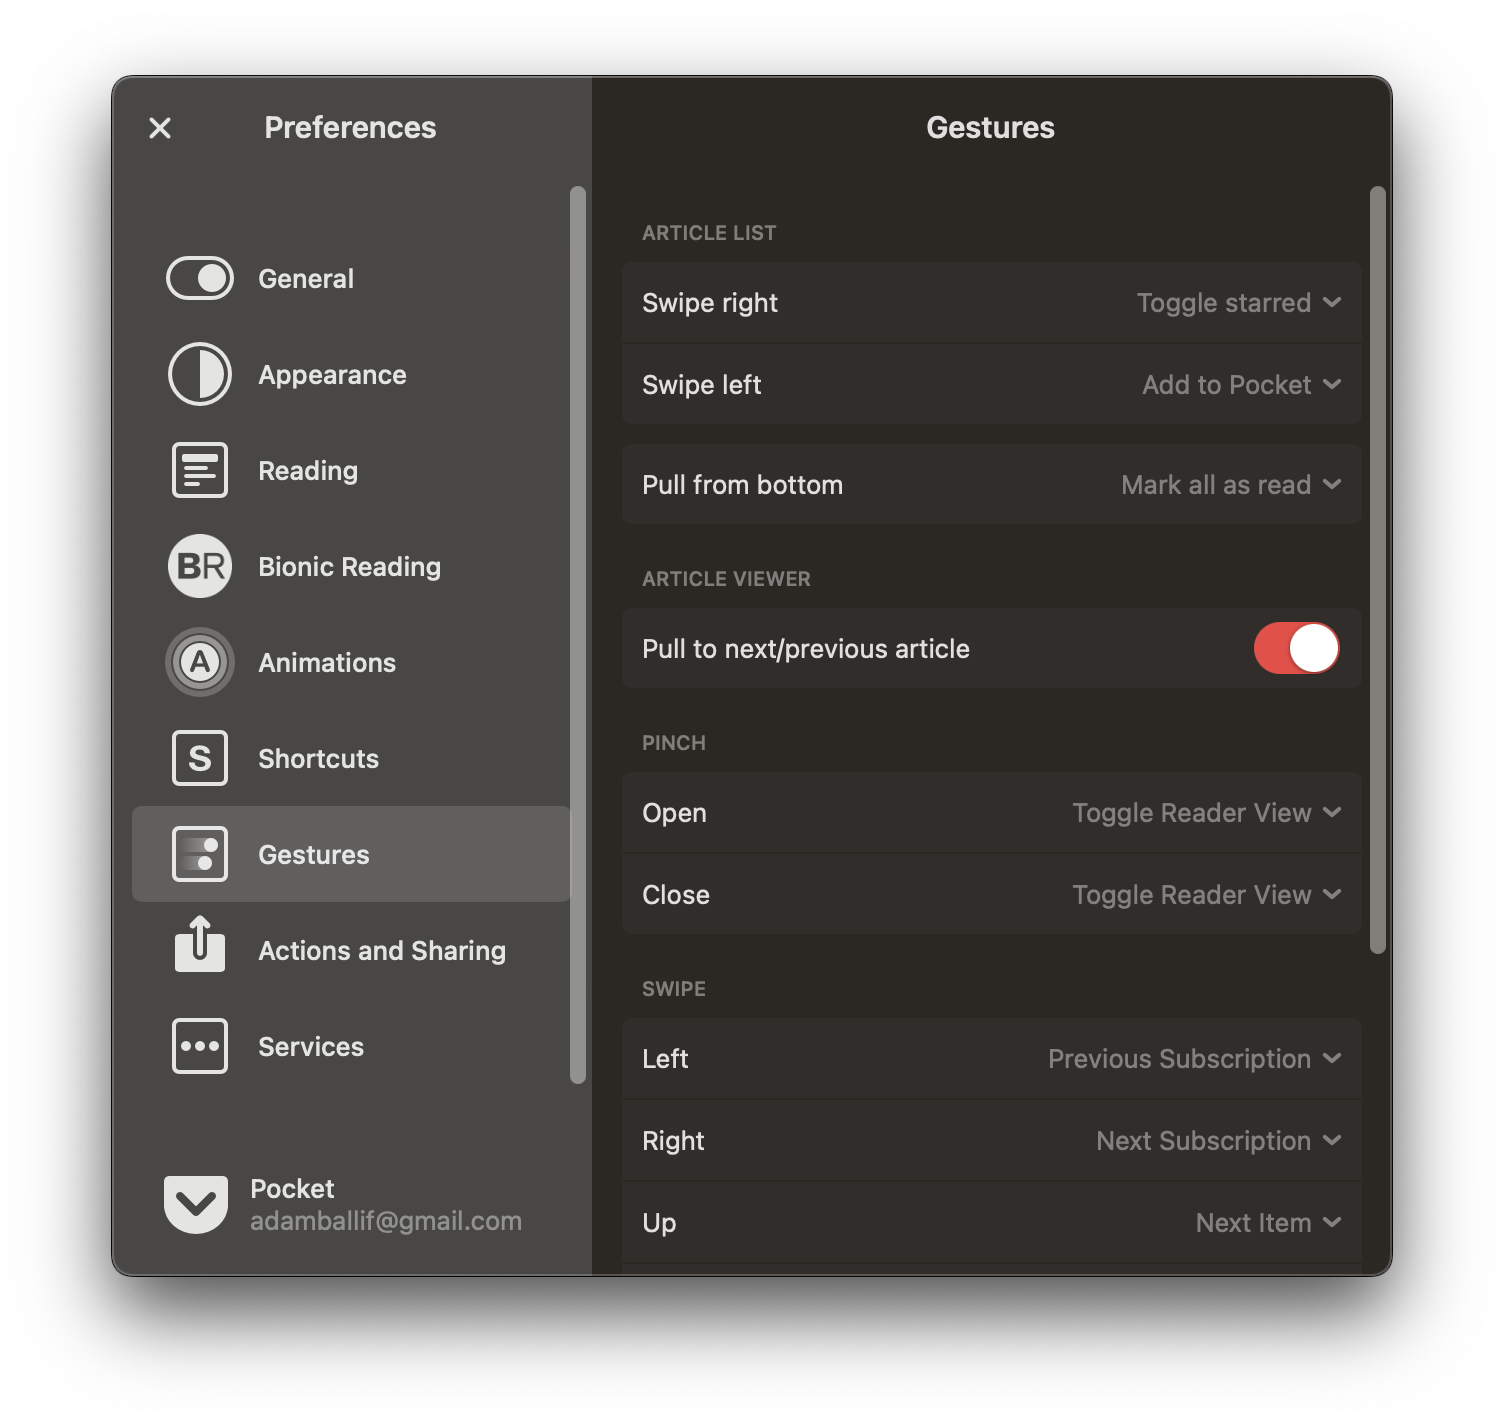 Preferences
General
Appearance
Reading
BR
Bionic Reading
A
Animations
S
Shortcuts
Gestures
Actions and Sharing
Services
Pocket
adamballif@gmail.com
Gestures
ARTICLE LIST
Swipe right Toggle starred
Swipe left Add to Pocket
Pull from bottom Mark all as read
ARTICLE VIEWER
Pull to next/previous article
PINCH
Open Toggle Reader View
Close Toggle Reader View
SWIPE
Left Previous Subscription
Right Next Subscription
Up Next Item